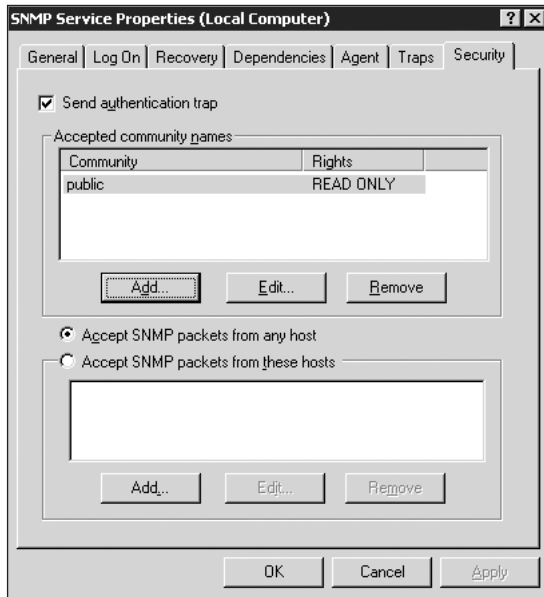 SNMP Service Properties (Local Computer) ? X
General Log On Recovery Dependencies Agent Traps Security
Send authentication trap
Accepted community names
Community Rights
public READ ONLY
Add... Edit... Remove
Accept SNMP packets from any host
Accept SNMP packets from these hosts
Add... Edit... Remove
OK Cancel Apply